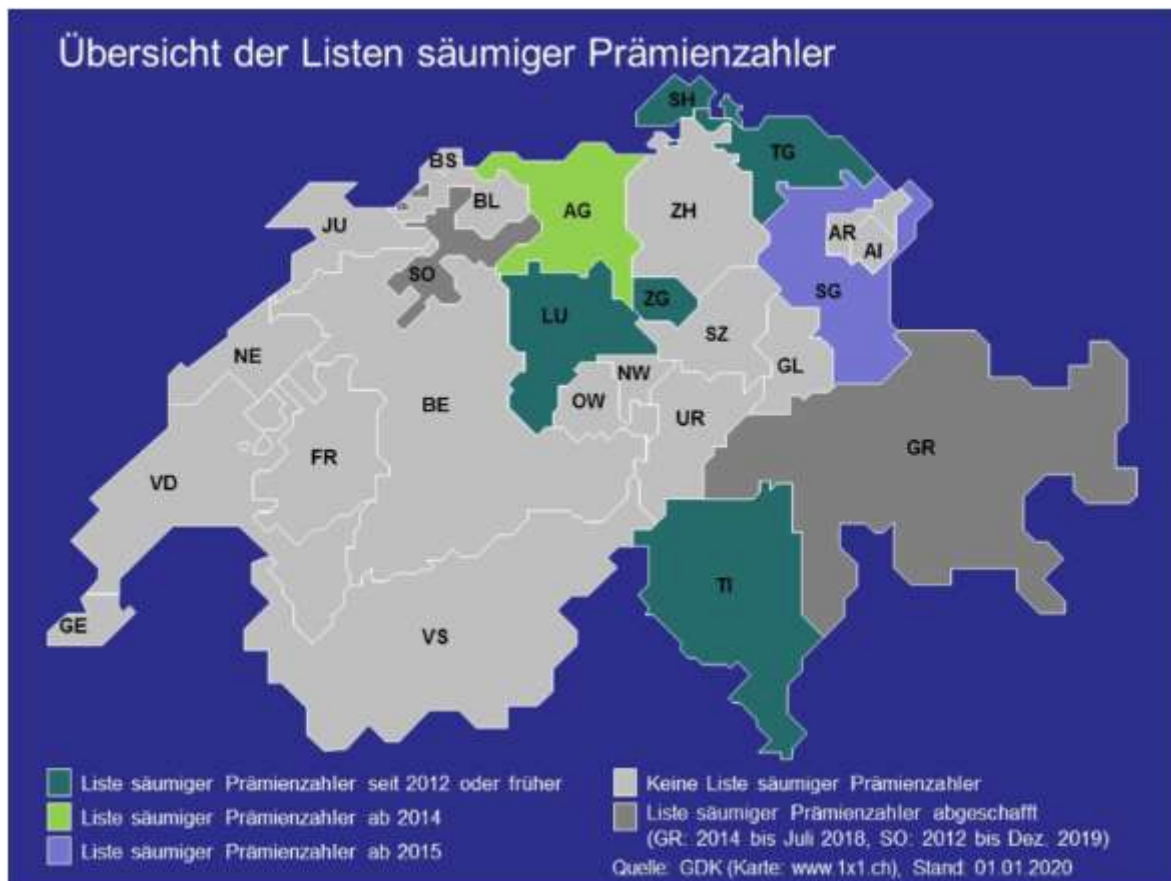 Übersicht der Listen säumiger Prämienzahler
SH
TG
BS
BL
AG
ZH
JU
AR
AI
SO
ZG
SG
LU
SZ
NE
GL
NW
OW
BE
UR
GR
FR
VD
TI
GE
VS
Liste säumiger Prämienzahler seit 2012 oder früher
Liste säumiger Prämienzahler ab 2014
Liste säumiger Prämienzahler ab 2015
Keine Liste säumiger Prämienzahler
Liste säumiger Prämienzahler abgeschafft
(GR: 2014 bis Juli 2018, SO: 2012 bis Dez. 2019)
Quelle: GDK (Karte: www.1x1.ch), Stand: 01.01.2020